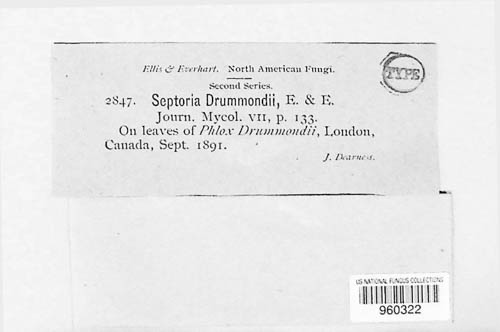 Ellis & Everhart. North American Fungi.
Second Series.
TYPE
2847. Septoria Drummondii, E. & E.
Journ. Mycol. VII, p. 133.
On leaves of Phlox Drummondii, London,
Canada, Sept. 1891.
J. Dearness.
US NATIONAL FUNGUS COLLECTIONS
960322